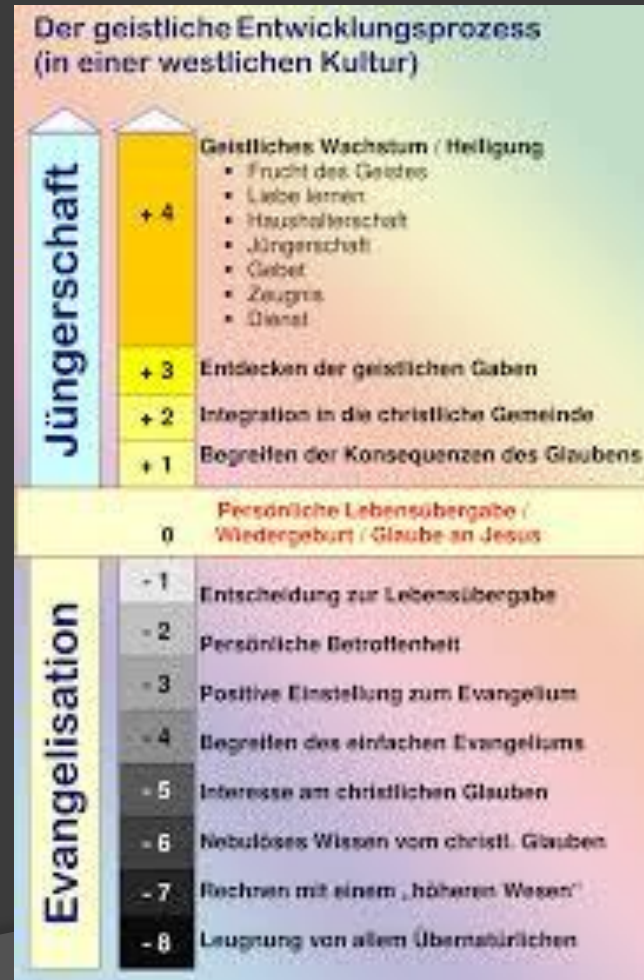 Der geistliche Entwicklungsprozess
(in einer westlichen Kultur)
Jüngerschaft
+ 4
Geistliches Wachstum / Heiligung
▪ Frucht des Geistes
▪ Liebe lernen
▪ Haushalterschaft
▪ Jüngerschaft
▪ Gebet
▪ Zeugnis
▪ Dienst
+ 3 Entdecken der geistlichen Gaben
+ 2 Integration in die christliche Gemeinde
+ 1 Begreifen der Konsequenzen des Glaubens
0 Persönliche Lebensübergabe /
Wiedergeburt / Glaube an Jesus
Evangelisation
- 1 Entscheidung zur Lebensübergabe
- 2 Persönliche Betroffenheit
- 3 Positive Einstellung zum Evangelium
- 4 Begreifen des einfachen Evangeliums
- 5 Interesse am christlichen Glauben
- 6 Nebulöses Wissen vom christl. Glauben
- 7 Rechnen mit einem „höheren Wesen“
- 8 Leugnung von allem Übernatürlichen